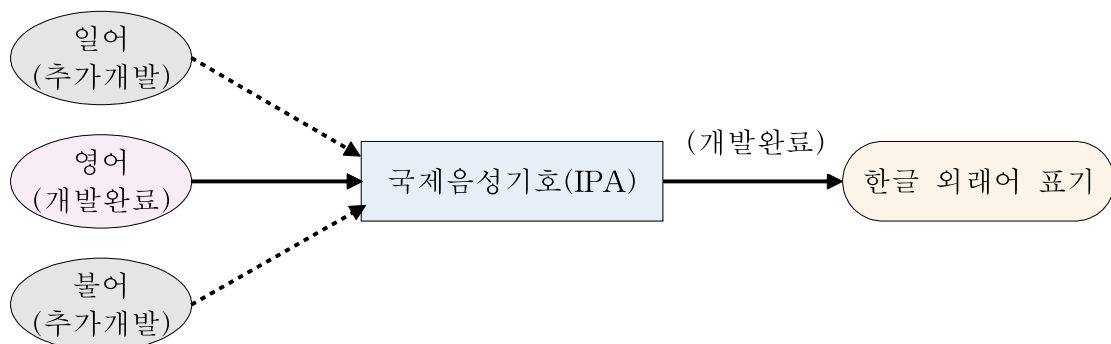 일어
(추가개발)
영어
(개발완료)
불어
(추가개발)
국제음성기호(IPA)
(개발완료)
한글 외래어 표기